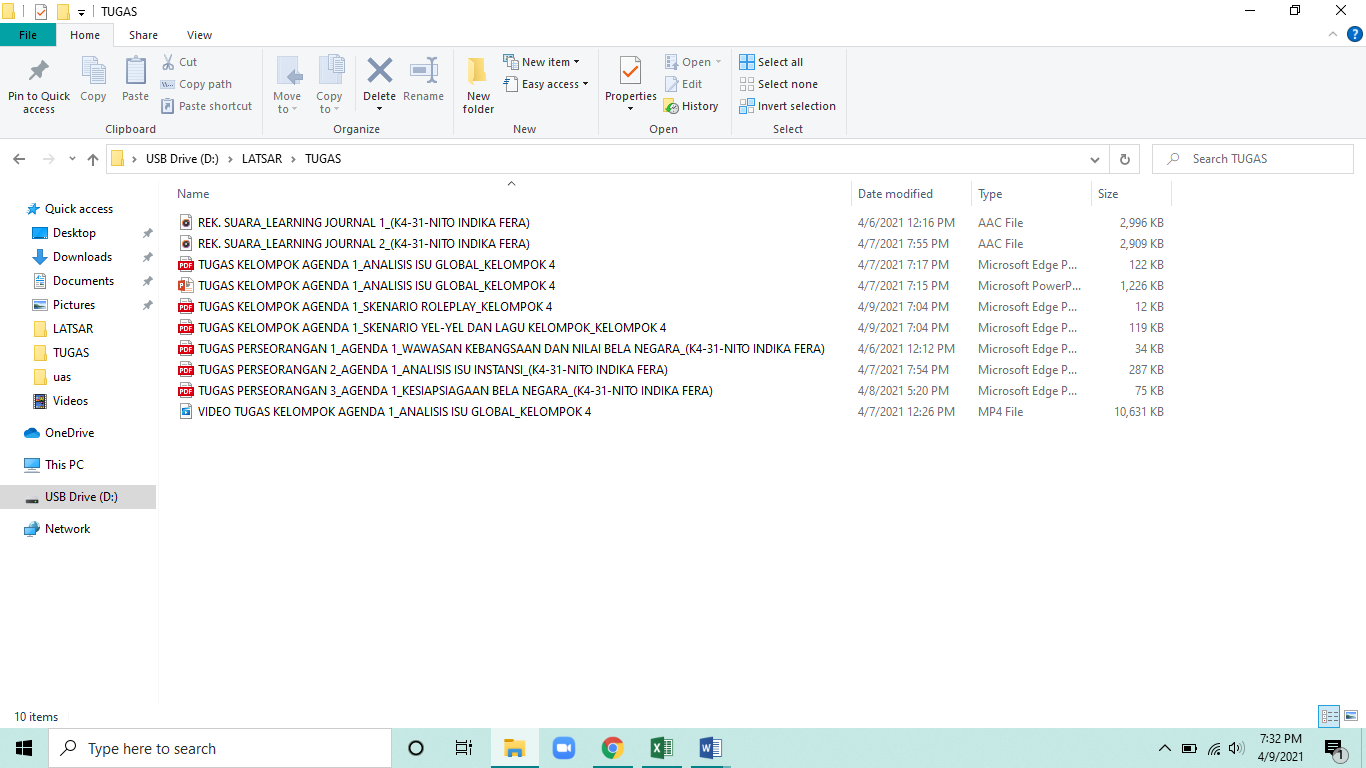 TUGAS
File Home Share View
Pin to Quick access
Copy
Paste
Cut
Copy path
Paste shortcut
Clipboard
Move to
Copy to
Delete
Rename
Organize
New folder
New item
Easy access
New
Properties
Open
Edit
History
Open
Select all
Select none
Invert selection
Select
USB Drive (D:) LATSAR TUGAS
Search TUGAS
Quick access
Desktop
Downloads
Documents
Pictures
LATSAR
TUGAS
uas
Videos
OneDrive
This PC
USB Drive (D:)
Network
Name Date modified Type Size
REK. SUARA_LEARNING JOURNAL 1_(K4-31-NITO INDIKA FERA) 4/6/2021 12:16 PM AAC File 2,996 KB
REK. SUARA_LEARNING JOURNAL 2_(K4-31-NITO INDIKA FERA) 4/7/2021 7:55 PM AAC File 2,909 KB
PDF TUGAS KELOMPOK AGENDA 1_ANALISIS ISU GLOBAL_KELOMPOK 4 4/7/2021 7:17 PM Microsoft Edge P... 122 KB
TUGAS KELOMPOK AGENDA 1_ANALISIS ISU GLOBAL_KELOMPOK 4 4/7/2021 7:15 PM Microsoft PowerP... 1,226 KB
PDF TUGAS KELOMPOK AGENDA 1_SKENARIO ROLEPLAY_KELOMPOK 4 4/9/2021 7:04 PM Microsoft Edge P... 12 KB
PDF TUGAS KELOMPOK AGENDA 1_SKENARIO YEL-YEL DAN LAGU KELOMPOK_KELOMPOK 4 4/9/2021 7:04 PM Microsoft Edge P... 119 KB
PDF TUGAS PERSEORANGAN 1_AGENDA 1_WAWASAN KEBANGSAAN DAN NILAI BELA NEGARA_(K4-31-NITO INDIKA FERA) 4/6/2021 12:12 PM Microsoft Edge P... 34 KB
PDF TUGAS PERSEORANGAN 2_AGENDA 1_ANALISIS ISU INSTANSI_(K4-31-NITO INDIKA FERA) 4/7/2021 7:54 PM Microsoft Edge P... 287 KB
PDF TUGAS PERSEORANGAN 3_AGENDA 1_KESIAPSIAGAAN BELA NEGARA_(K4-31-NITO INDIKA FERA) 4/8/2021 5:20 PM Microsoft Edge P... 75 KB
VIDEO TUGAS KELOMPOK AGENDA 1_ANALISIS ISU GLOBAL_KELOMPOK 4 4/7/2021 12:26 PM MP4 File 10,631 KB
10 items
Type here to search
7:32 PM
4/9/2021
1